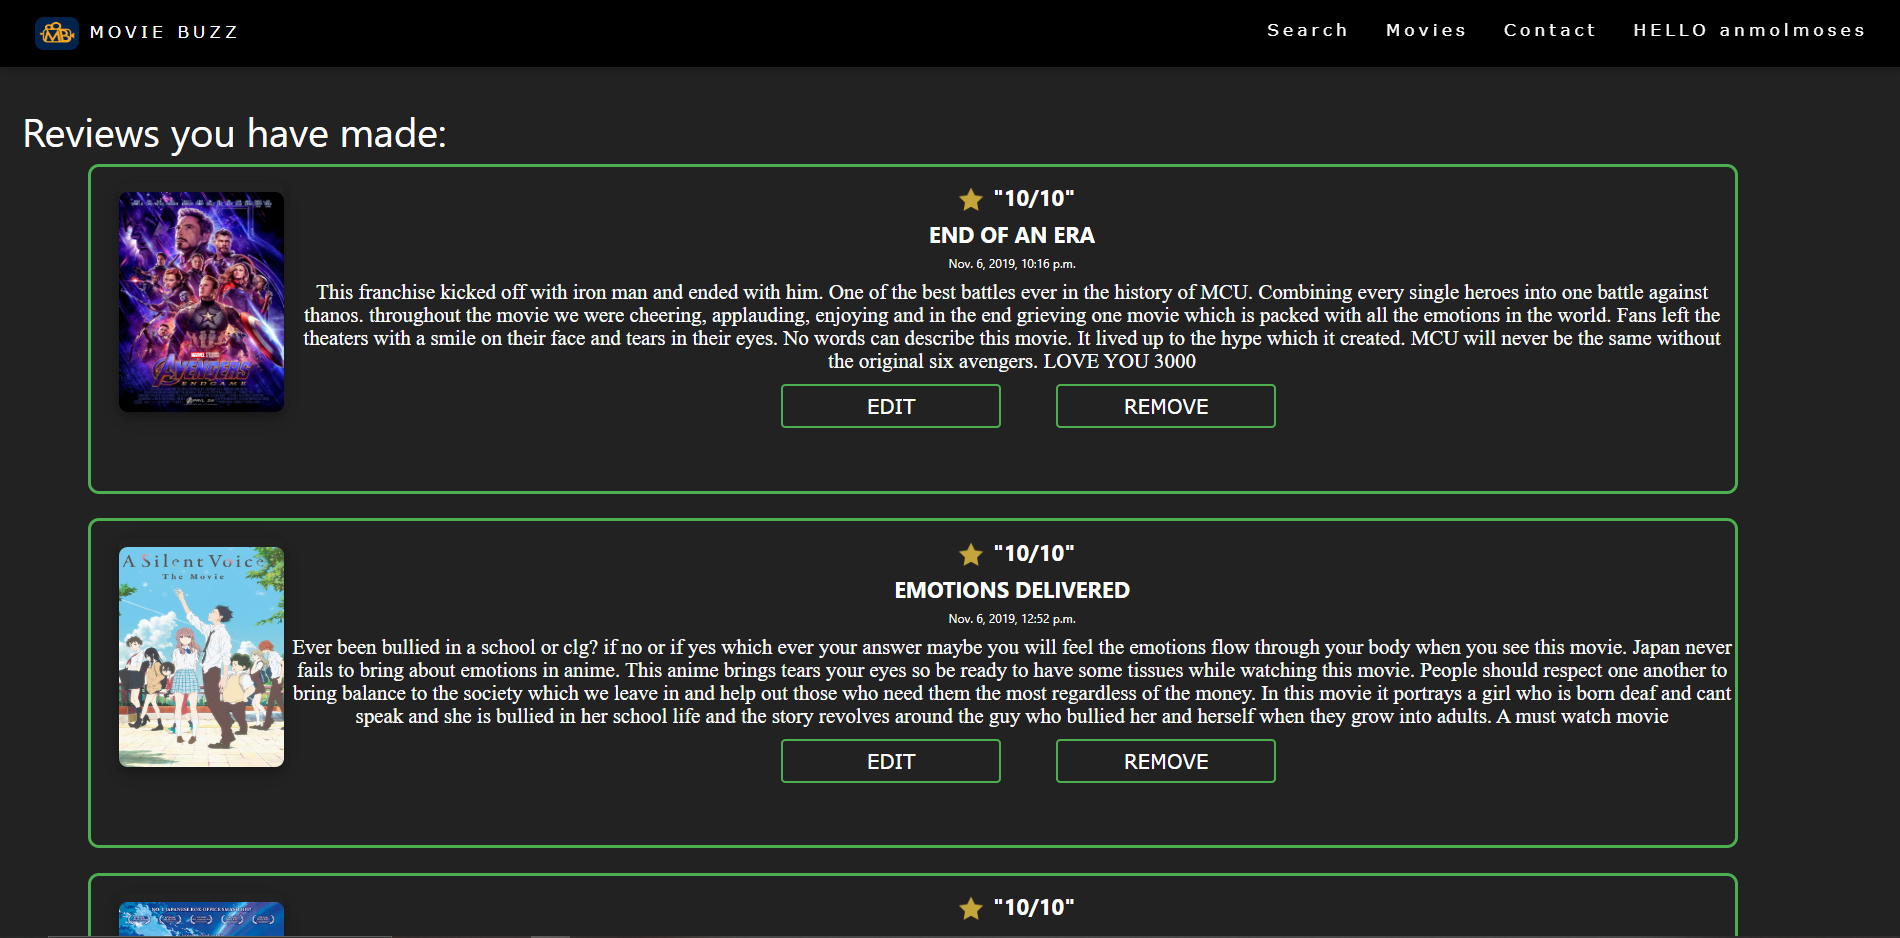 MB MOVIE BUZZ
Search Movies Contact HELLO anmolmoses
Reviews you have made:
"10/10"
END OF AN ERA
Nov. 6, 2019, 10:16 p.m.
This franchise kicked off with iron man and ended with him. One of the best battles ever in the history of MCU. Combining every single heroes into one battle against
thanos. throughout the movie we were cheering, applauding, enjoying and in the end grieving one movie which is packed with all the emotions in the world. Fans left the
theaters with a smile on their face and tears in their eyes. No words can describe this movie. It lived up to the hype which it created. MCU will never be the same without
the original six avengers. LOVE YOU 3000
EDIT REMOVE
MARVEL STUDIOS
AVENGERS
ENDGAME
APRIL 26
"10/10"
EMOTIONS DELIVERED
Nov. 6, 2019, 12:52 p.m.
Ever been bullied in a school or clg? if no or if yes which ever your answer maybe you will feel the emotions flow through your body when you see this movie. Japan never
fails to bring about emotions in anime. This anime brings tears your eyes so be ready to have some tissues while watching this movie. People should respect one another to
bring balance to the society which we leave in and help out those who need them the most regardless of the money. In this movie it portrays a girl who is born deaf and cant
speak and she is bullied in her school life and the story revolves around the guy who bullied her and herself when they grow into adults. A must watch movie
EDIT REMOVE
A Silent Voice
The Movie
"10/10"
NO. 1 JAPANESE BOX-OFFICE SMASH HIT!